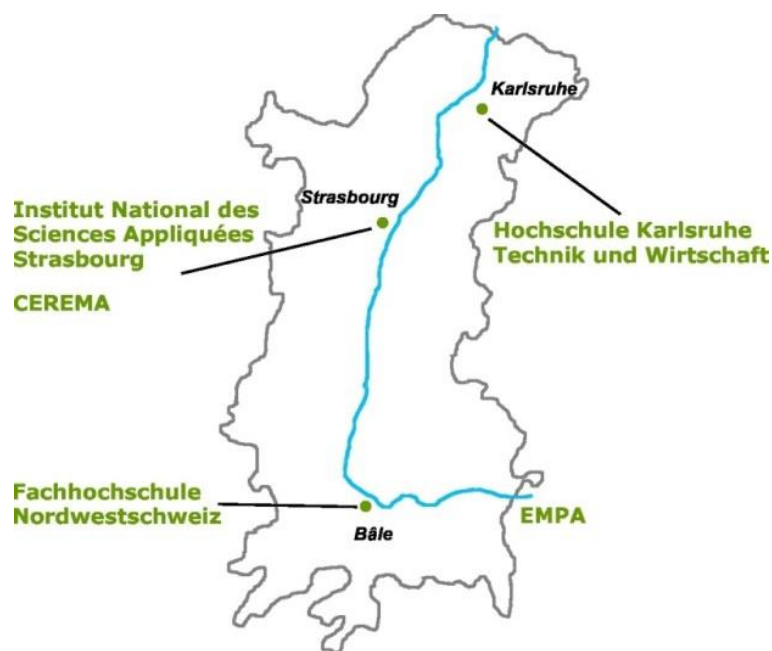 Karlsruhe
Strasbourg
Institut National des
Sciences Appliquées
Strasbourg
CEREMA
Hochschule Karlsruhe
Technik und Wirtschaft
Fachhochschule
Nordwestschweiz
EMPA
Bâle